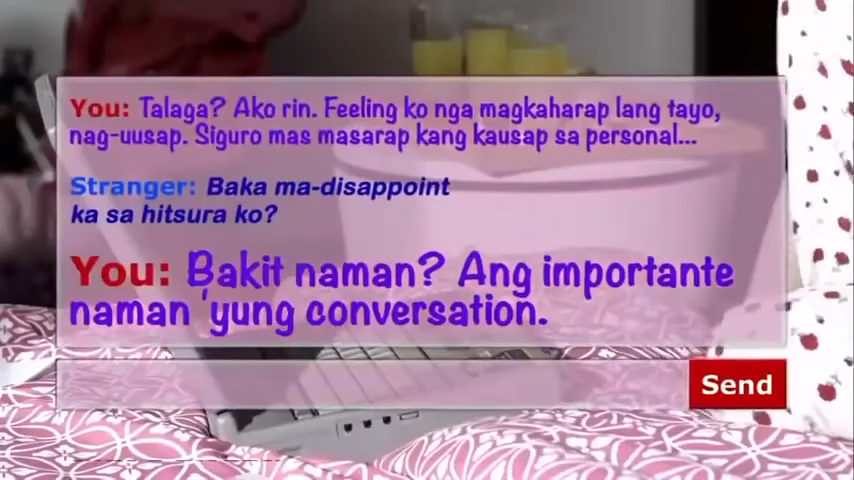 You: Talaga? Ako rin. Feeling ko nga magkaharap lang tayo,
nag-uusap. Siguro mas masarap kang kausap sa personal...
Stranger: Baka ma-disappoint
ka sa hitsura ko?
You: Bakit naman? Ang importante
naman 'yung conversation.
Send